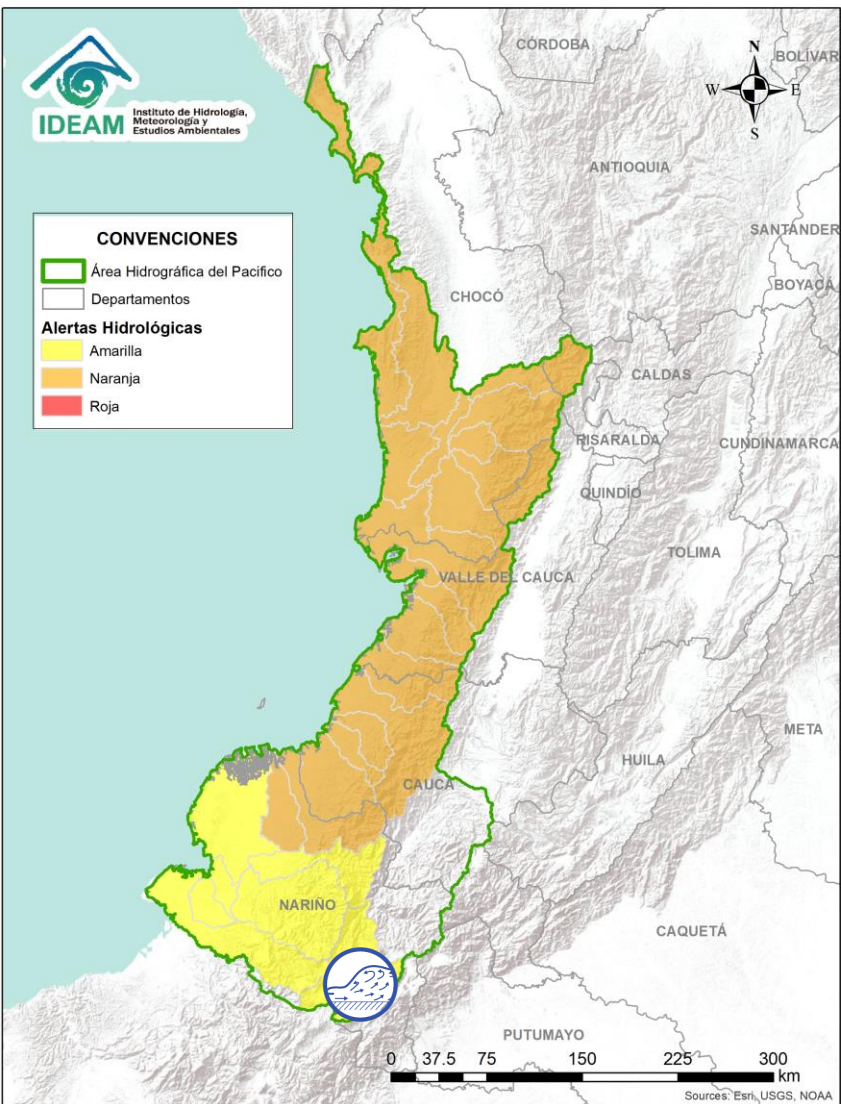 IDEAM
Instituto de Hidrología,
Meteorología y
Estudios Ambientales
CÓRDOBA
BOLÍVAR
N
W
E
S
ANTIOQUIA
SANTANDER
BOYACÁ
CONVENCIONES
Área Hidrográfica del Pacifico
Departamentos
Alertas Hidrológicas
Amarilla
Naranja
Roja
CHOCÓ
CALDAS
RISARALDA
CUNDINAMARCA
QUINDÍO
TOLIMA
VALLE DEL CAUCA
META
HUILA
CAUCA
NARIÑO
CAQUETÁ
PUTUMAYO
0 37.5 75 150 225 300
km
Sources: Esri, USGS, NOAA